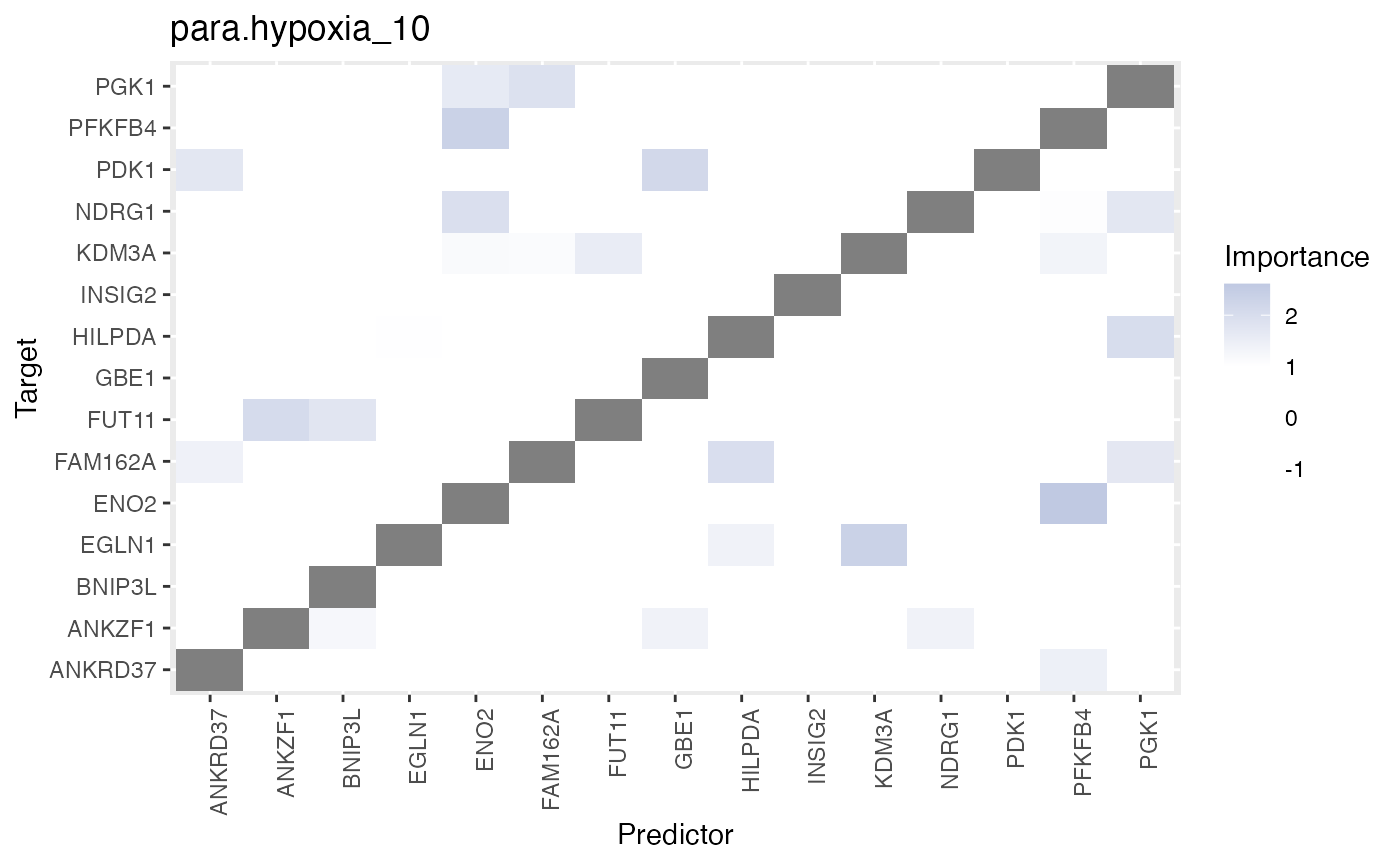 para.hypoxia_10
PGK1
PFKFB4
PDK1
NDRG1
KDM3A
INSIG2
HILPDA
GBE1
FUT11
FAM162A
ENO2
EGLN1
BNIP3L
ANKZF1
ANKRD37
Target
ANKRD37
ANKZF1
BNIP3L
EGLN1
ENO2
FAM162A
FUT11
GBE1
HILPDA
INSIG2
KDM3A
NDRG1
PDK1
PFKFB4
PGK1
Predictor
Importance
2
1
0
-1